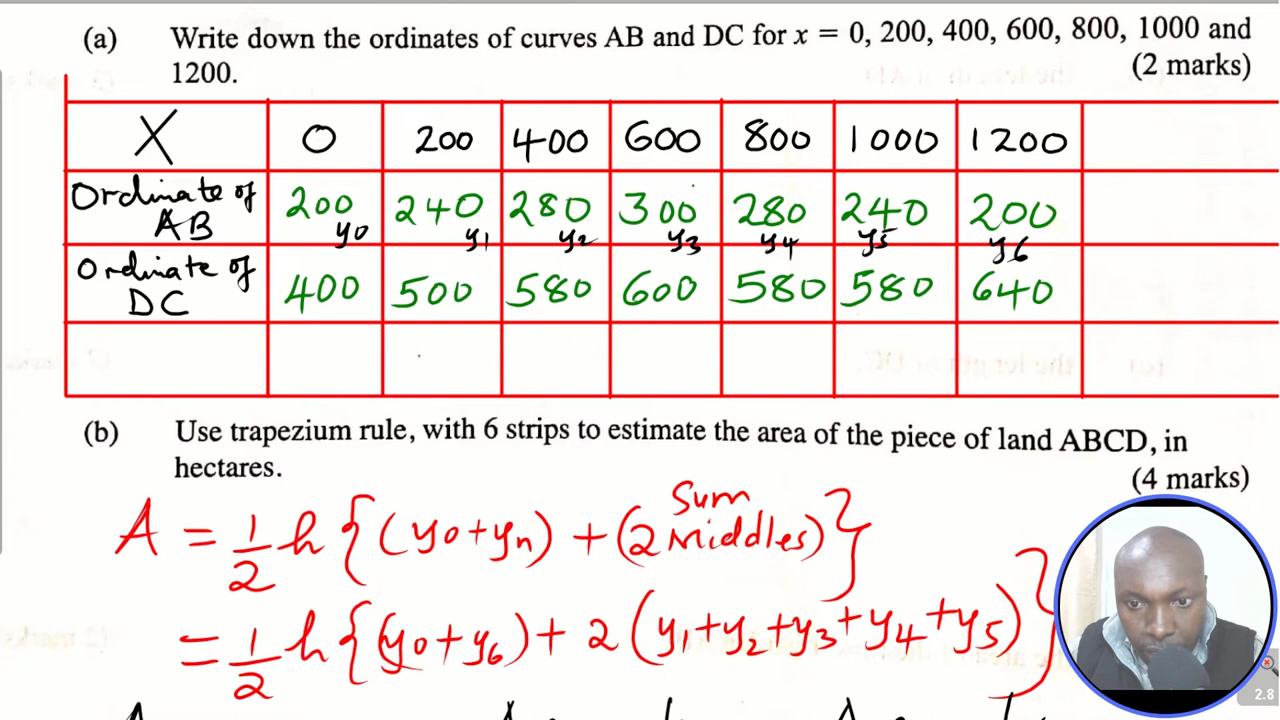 (a) Write down the ordinates of curves AB and DC for x = 0, 200, 400, 600, 800, 1000 and
1200. (2 marks)
X 0 200 400 600 800 1000 1200
Ordinate of
AB 200 240 280 300 280 240 200
y0 y1 y2 y3 y4 y5 y6
Ordinate of
DC 400 500 580 600 580 580 640
(b) Use trapezium rule, with 6 strips to estimate the area of the piece of land ABCD, in
hectares. (4 marks)
A = 1/2 h {(y0+yn) + (2 Sum Middles)}
= 1/2 h {(y0+y6) + 2 (y1+y2+y3+y4+y5)}
2.8